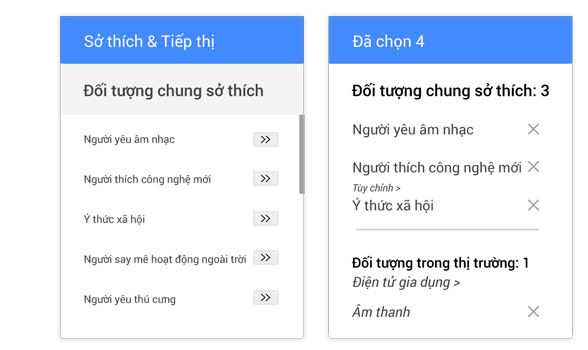 Sở thích & Tiếp thị
Đối tượng chung sở thích
Người yêu âm nhạc
Người thích công nghệ mới
Ý thức xã hội
Người say mê hoạt động ngoài trời
Người yêu thú cưng
Đã chọn 4
Đối tượng chung sở thích: 3
Người yêu âm nhạc
Người thích công nghệ mới
Tùy chỉnh >
Ý thức xã hội
Đối tượng trong thị trường: 1
Điện tử gia dụng >
Âm thanh